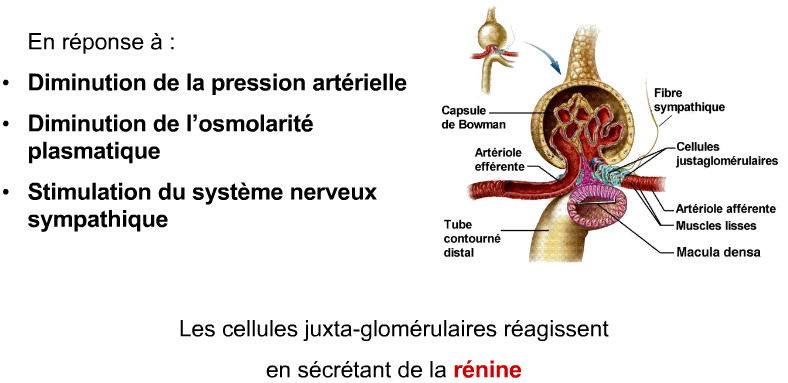 En réponse à :
• Diminution de la pression artérielle
• Diminution de l'osmolarité
plasmatique
• Stimulation du système nerveux
sympathique
Capsule
de Bowman
Artériole
efférente
Tube
contourné
distal
Fibre
sympathique
Cellules
justaglomérulaires
Artériole afférente
Muscles lisses
Macula densa
Les cellules juxta-glomérulaires réagissent
en sécrétant de la rénine